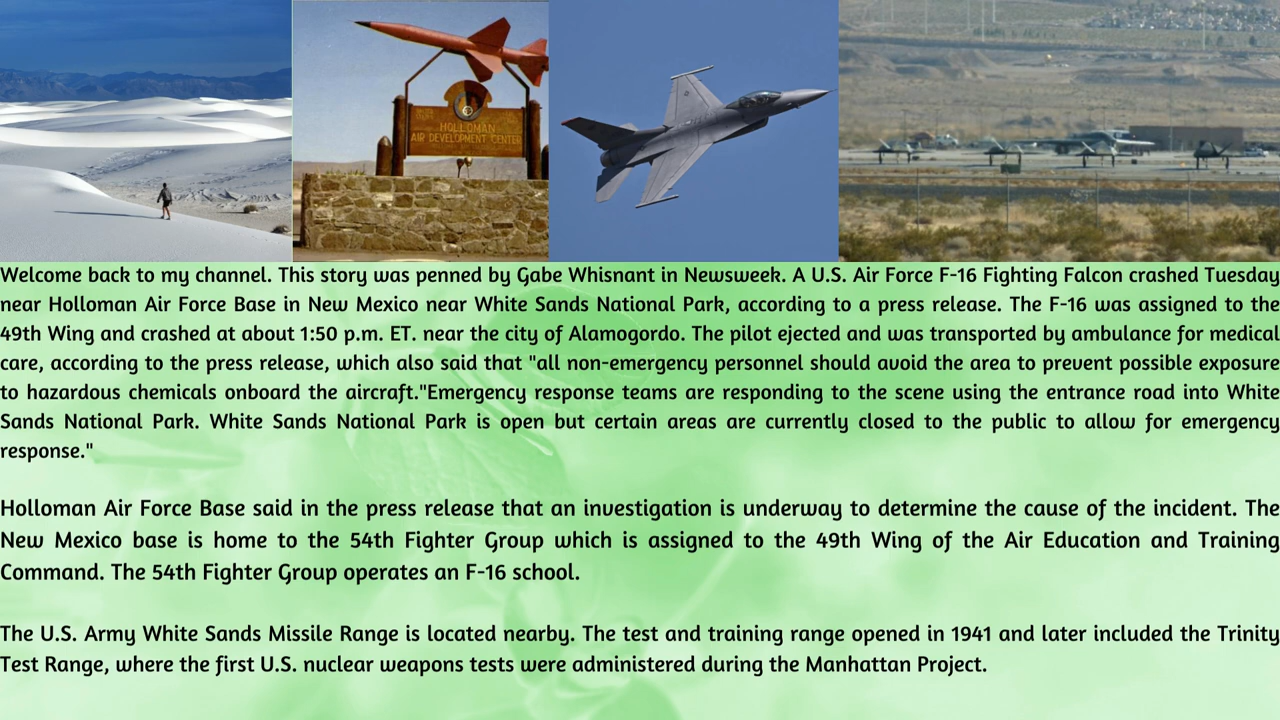 HOLLOMAN
AIR DEVELOPMENT CENTER
Welcome back to my channel. This story was penned by Gabe Whisnant in Newsweek. A U.S. Air Force F-16 Fighting Falcon crashed Tuesday
near Holloman Air Force Base in New Mexico near White Sands National Park, according to a press release. The F-16 was assigned to the
49th Wing and crashed at about 1:50 p.m. ET. near the city of Alamogordo. The pilot ejected and was transported by ambulance for medical
care, according to the press release, which also said that "all non-emergency personnel should avoid the area to prevent possible exposure
to hazardous chemicals onboard the aircraft."Emergency response teams are responding to the scene using the entrance road into White
Sands National Park. White Sands National Park is open but certain areas are currently closed to the public to allow for emergency
response."
Holloman Air Force Base said in the press release that an investigation is underway to determine the cause of the incident. The
New Mexico base is home to the 54th Fighter Group which is assigned to the 49th Wing of the Air Education and Training
Command. The 54th Fighter Group operates an F-16 school.
The U.S. Army White Sands Missile Range is located nearby. The test and training range opened in 1941 and later included the Trinity
Test Range, where the first U.S. nuclear weapons tests were administered during the Manhattan Project.